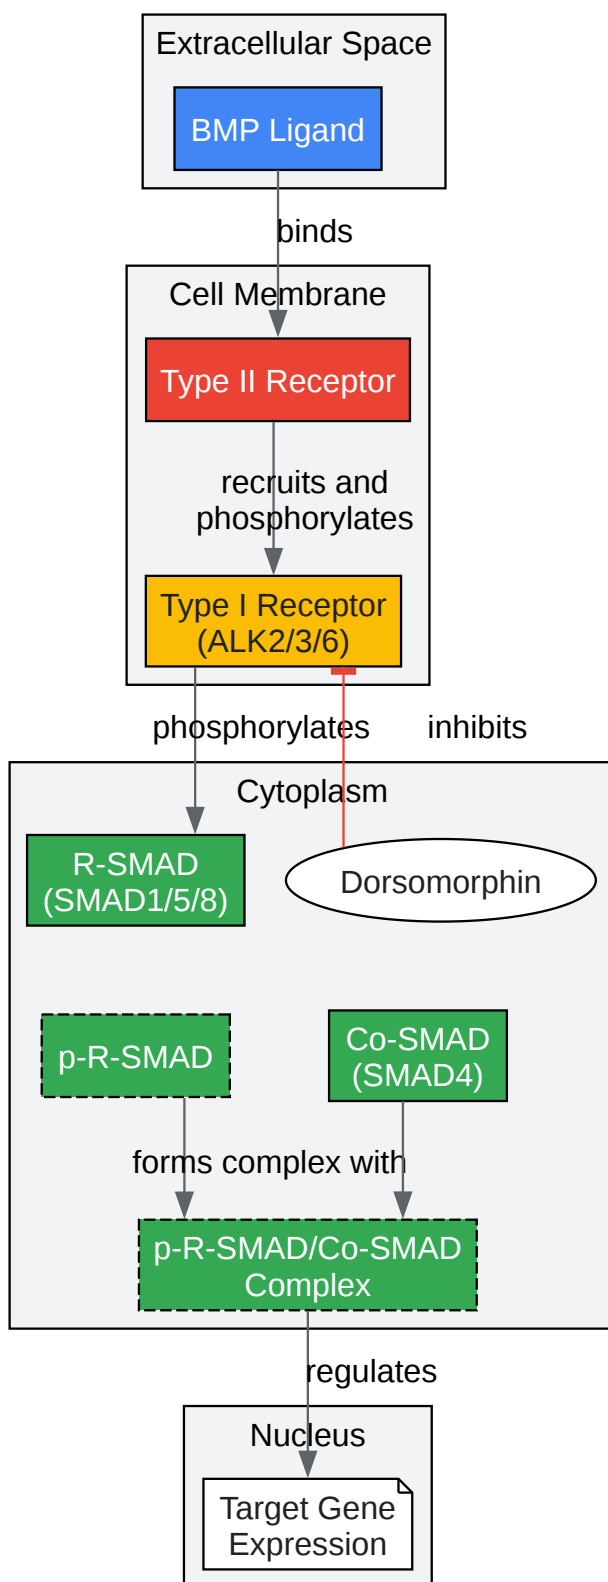 Extracellular Space
BMP Ligand
binds
Cell Membrane
Type II Receptor
recruits and
phosphorylates
Type I Receptor
(ALK2/3/6)
phosphorylates
inhibits
Cytoplasm
R-SMAD
(SMAD1/5/8)
Dorsomorphin
p-R-SMAD
Co-SMAD
(SMAD4)
forms complex with
p-R-SMAD/Co-SMAD
Complex
regulates
Nucleus
Target Gene
Expression